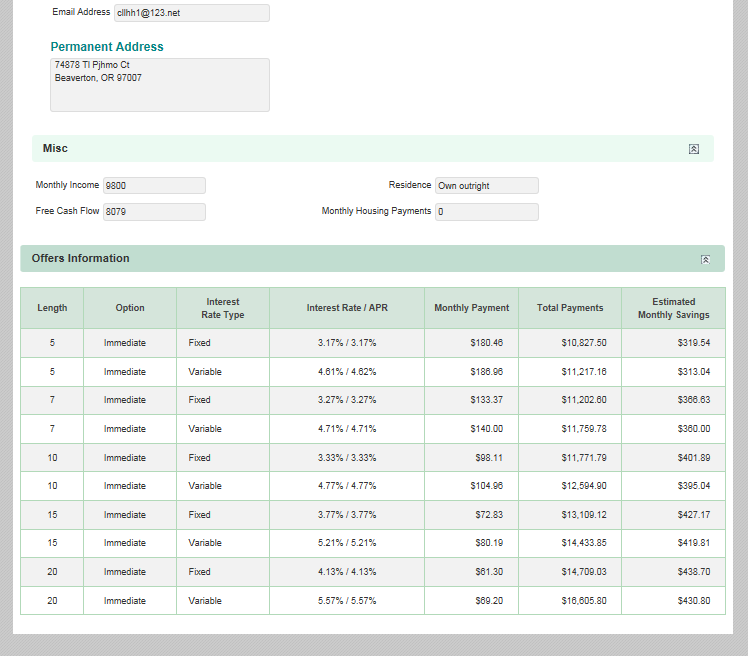 Email Address cllhh1@123.net
Permanent Address
74878 Tl Pjhmo Ct
Beaverton, OR 97007
Misc
Monthly Income 9800 Residence Own outright
Free Cash Flow 8079 Monthly Housing Payments 0
Offers Information
Length Option Interest Rate Type Interest Rate / APR Monthly Payment Total Payments Estimated Monthly Savings
5 Immediate Fixed 3.17% / 3.17% $180.46 $10,827.50 $319.54
5 Immediate Variable 4.61% / 4.62% $186.96 $11,217.16 $313.04
7 Immediate Fixed 3.27% / 3.27% $133.37 $11,202.60 $366.63
7 Immediate Variable 4.71% / 4.71% $140.00 $11,759.78 $360.00
10 Immediate Fixed 3.33% / 3.33% $98.11 $11,771.79 $401.89
10 Immediate Variable 4.77% / 4.77% $104.96 $12,594.90 $395.04
15 Immediate Fixed 3.77% / 3.77% $72.83 $13,109.12 $427.17
15 Immediate Variable 5.21% / 5.21% $80.19 $14,433.85 $419.81
20 Immediate Fixed 4.13% / 4.13% $61.30 $14,709.03 $438.70
20 Immediate Variable 5.57% / 5.57% $69.20 $16,605.80 $430.80